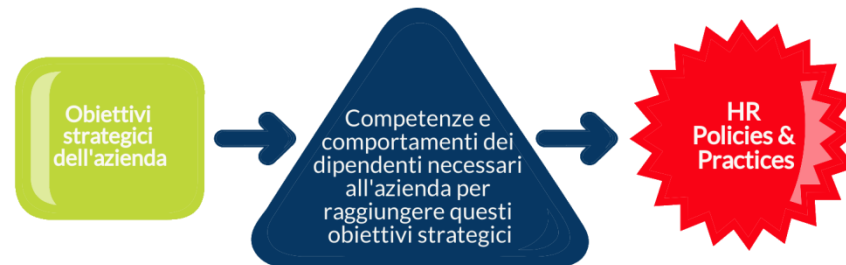 Obiettivi
strategici
dell'azienda
Competenze e
comportamenti dei
dipendenti necessari
all'azienda per
raggiungere questi
obiettivi strategici
HR
Policies &
Practices